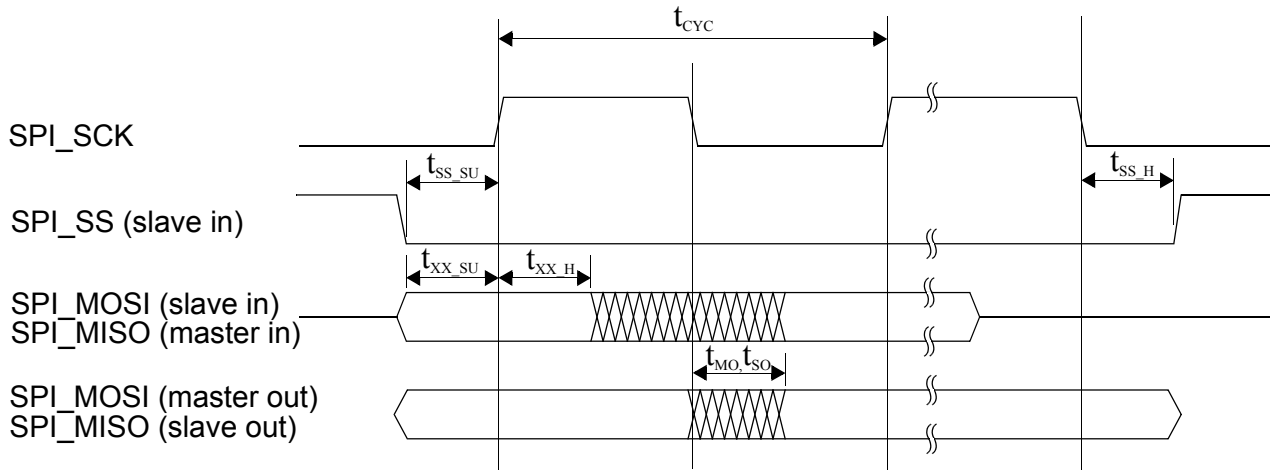 tCYC
SPI_SCK
tSS_SU
tSS_H
SPI_SS (slave in)
tXX_SU
tXX_H
SPI_MOSI (slave in)
SPI_MISO (master in)
tMO, tSO
SPI_MOSI (master out)
SPI_MISO (slave out)